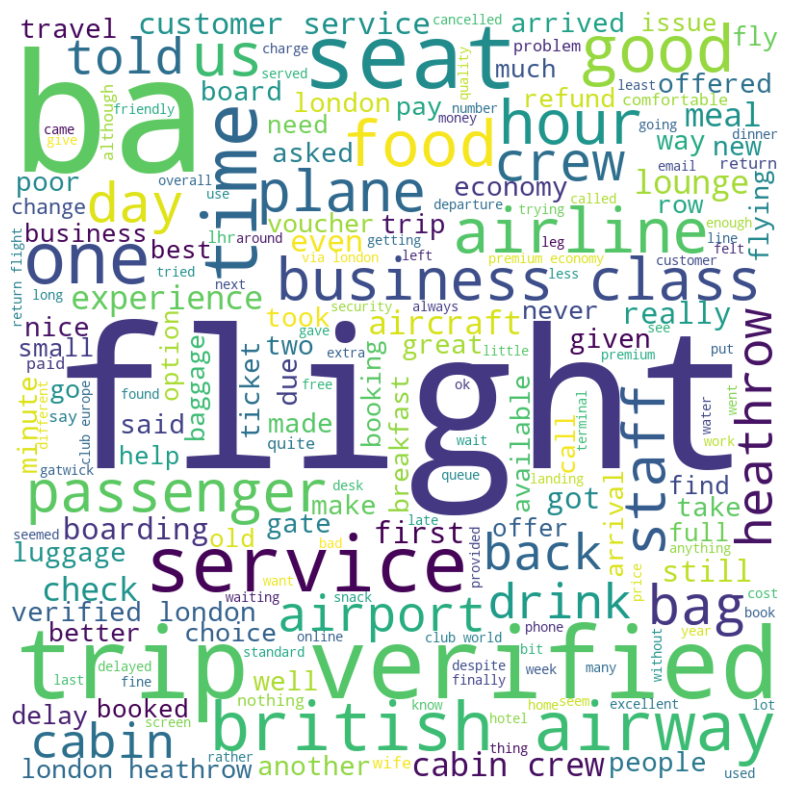 travel
customer service
cancelled
arrived
issue
fly
told
us
seat
good
charge
served
problem
quality
much
least
offered
ba
although
friendly
board
london
pay
refund
comfortable
came
give
time
need
hour
number
money
going
way
new
meal
dinner
asked
food
crew
email
return
poor
overall
use
plane
economy
lounge
flying
change
day
voucher
trip
departure
trying
called
row
enough
business
best
lhr
around
even
getting
airline
leg
line
felt
one
tried
left
via london
premium economy
less
customer
return flight
long
next
business class
experience
option
security
always
never
really
nice
took
aircraft
given
small
baggage
gave
great
little
see
put
heathrow
paid
go
two
extra
premium
minute
different
say
club europe
found
ticket
due
free
ok
booking
breakfast
available
call
terminal
went
said
made
quite
wait
water
work
gatwick
help
flight
queue
landing
staff
find
passenger
desk
make
got
take
seemed
boarding
old
gate
first
late
offer
arrival
full
luggage
bad
service
provided
back
price
anything
still
check
want
waiting
snack
drink
bag
cost
book
verified london
choice
airport
better
online
club world
phone
year
trip verified
last
delayed
fine
standard
well
bit
despite
finally
week
many
without
delay
booked
nothing
know
home
seem
excellent
lot
screen
british airway
hotel
cabin
rather
thing
london heathrow
another
wife
cabin crew
people
used